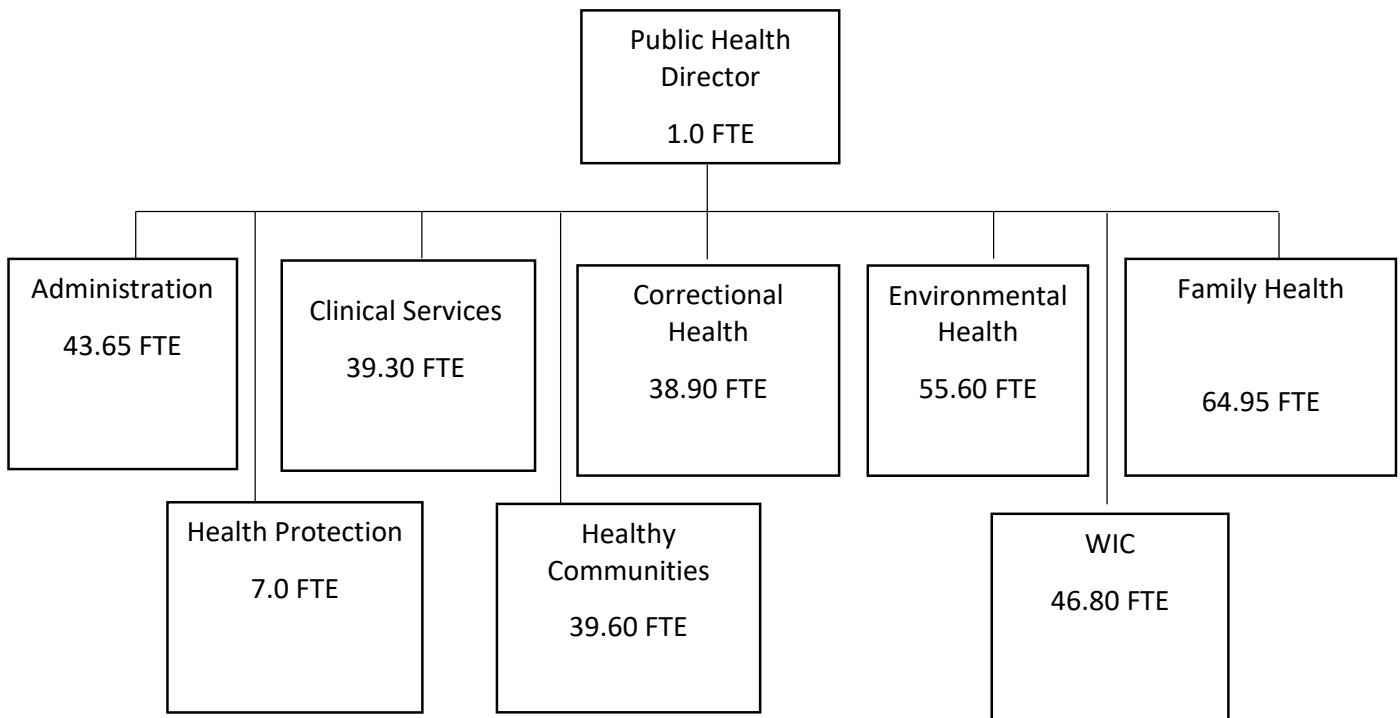 Public Health
Director
1.0 FTE
Administration
43.65 FTE
Clinical Services
39.30 FTE
Correctional
Health
38.90 FTE
Environmental
Health
55.60 FTE
Family Health
64.95 FTE
Health Protection
7.0 FTE
Healthy
Communities
39.60 FTE
WIC
46.80 FTE